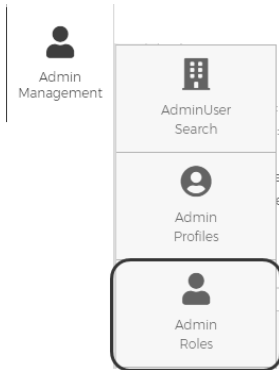 Admin
Management
AdminUser
Search
Admin
Profiles
Admin
Roles